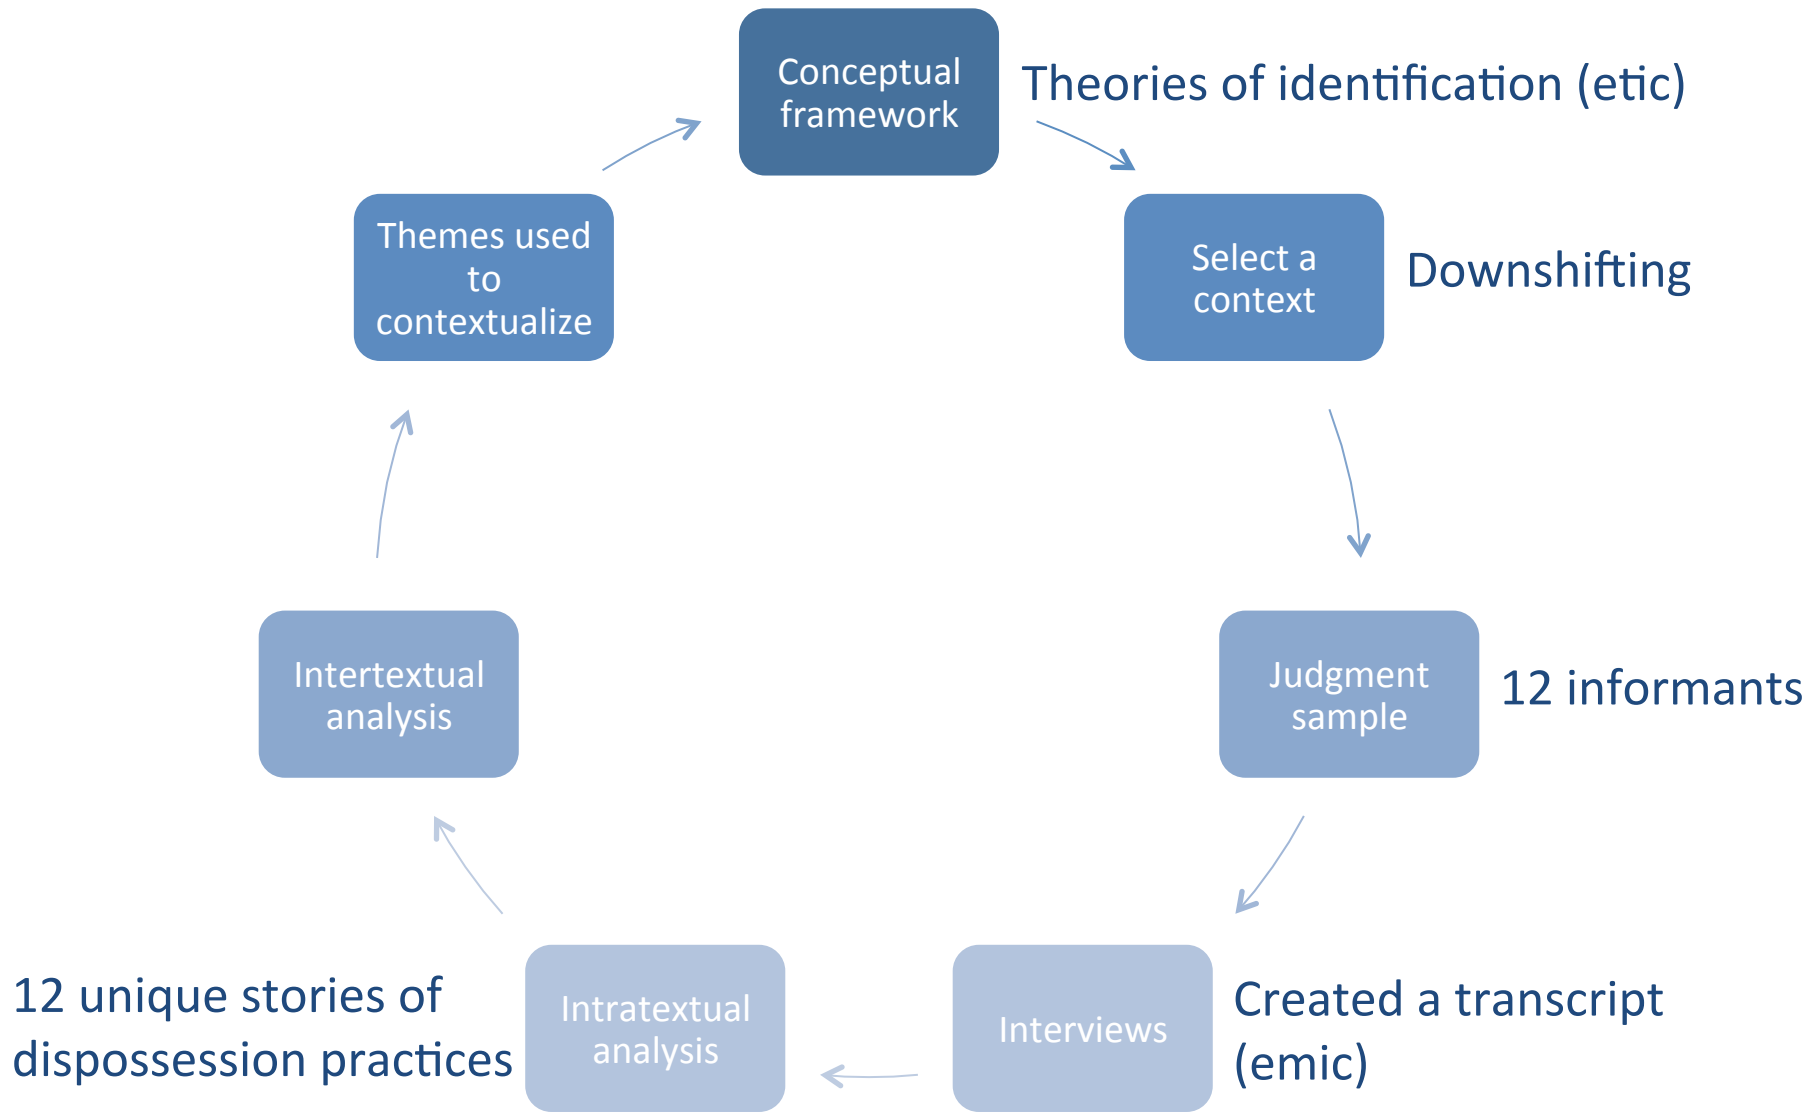 Conceptual
framework
Theories of identification (etic)
Select a
context
Downshifting
Judgment
sample
12 informants
Interviews
Created a transcript
(emic)
Intratextual
analysis
12 unique stories of
dispossession practices
Intertextual
analysis
Themes used
to
contextualize